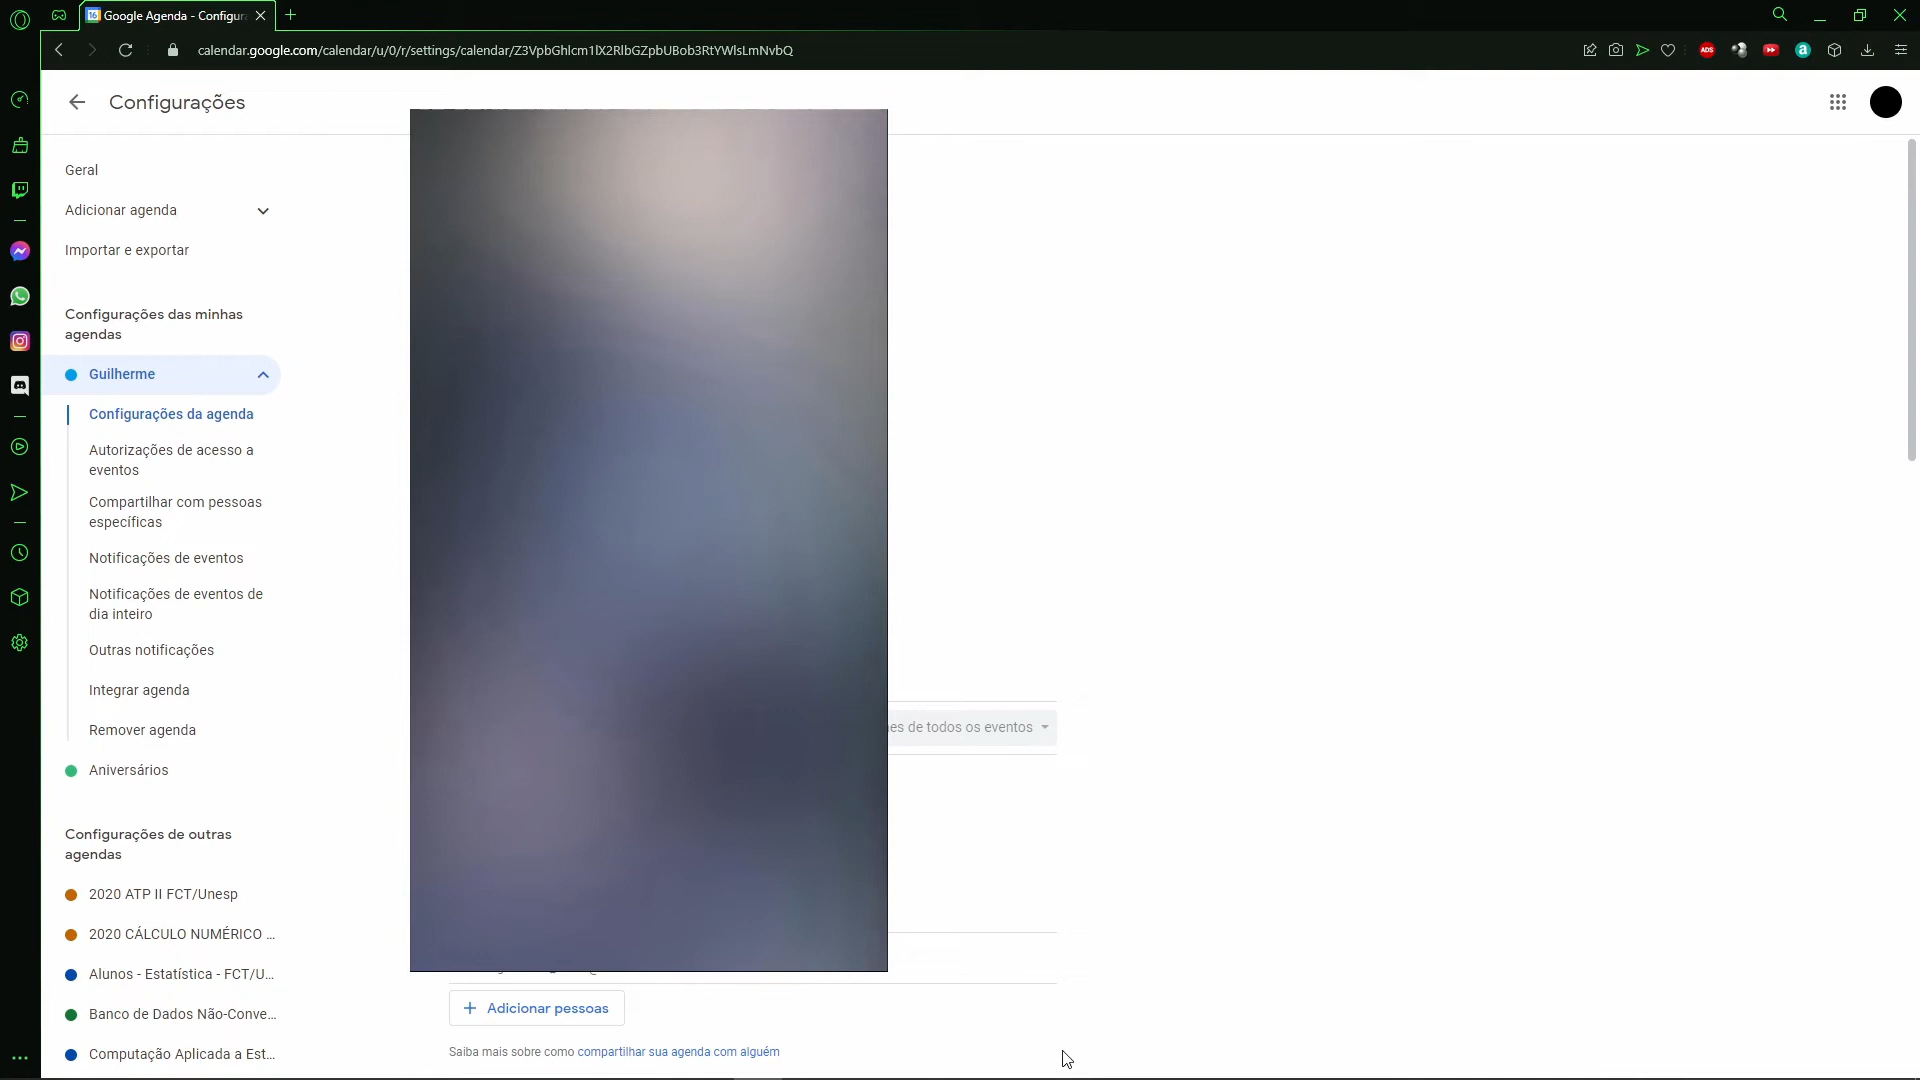 Google Agenda - Configura
calendar.google.com/calendar/u/0/r/settings/calendar/Z3VpbGhlcm1lX2RlbGZpbUBob3RtYWlsLmNvbQ
ADS
a
Configurações
Geral
Adicionar agenda
Importar e exportar
Configurações das minhas
agendas
Guilherme
Configurações da agenda
Autorizações de acesso a
eventos
Compartilhar com pessoas
específicas
Notificações de eventos
Notificações de eventos de
dia inteiro
Outras notificações
Integrar agenda
Remover agenda
Aniversários
Configurações de outras
agendas
2020 ATP II FCT/Unesp
2020 CÁLCULO NUMÉRICO ...
Alunos - Estatística - FCT/U...
Banco de Dados Não-Conve...
Computação Aplicada a Est...
de todos os eventos
Adicionar pessoas
Saiba mais sobre como compartilhar sua agenda com alguém